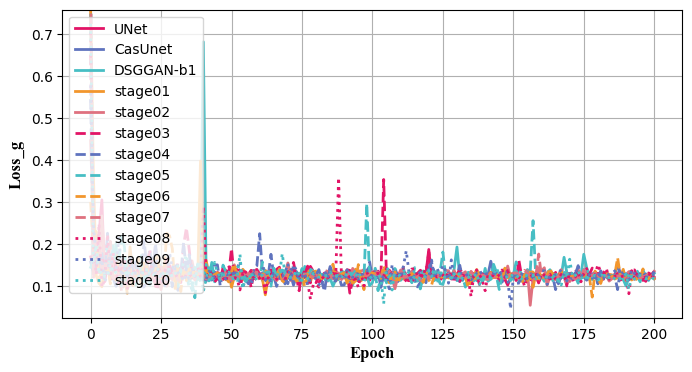 0.7
0.6
0.5
0.4
0.3
0.2
0.1
Loss_g
UNet
CasUnet
DSGGAN-b1
stage01
stage02
stage03
stage04
stage05
stage06
stage07
stage08
stage09
stage10
0 25 50 75 100 125 150 175 200
Epoch